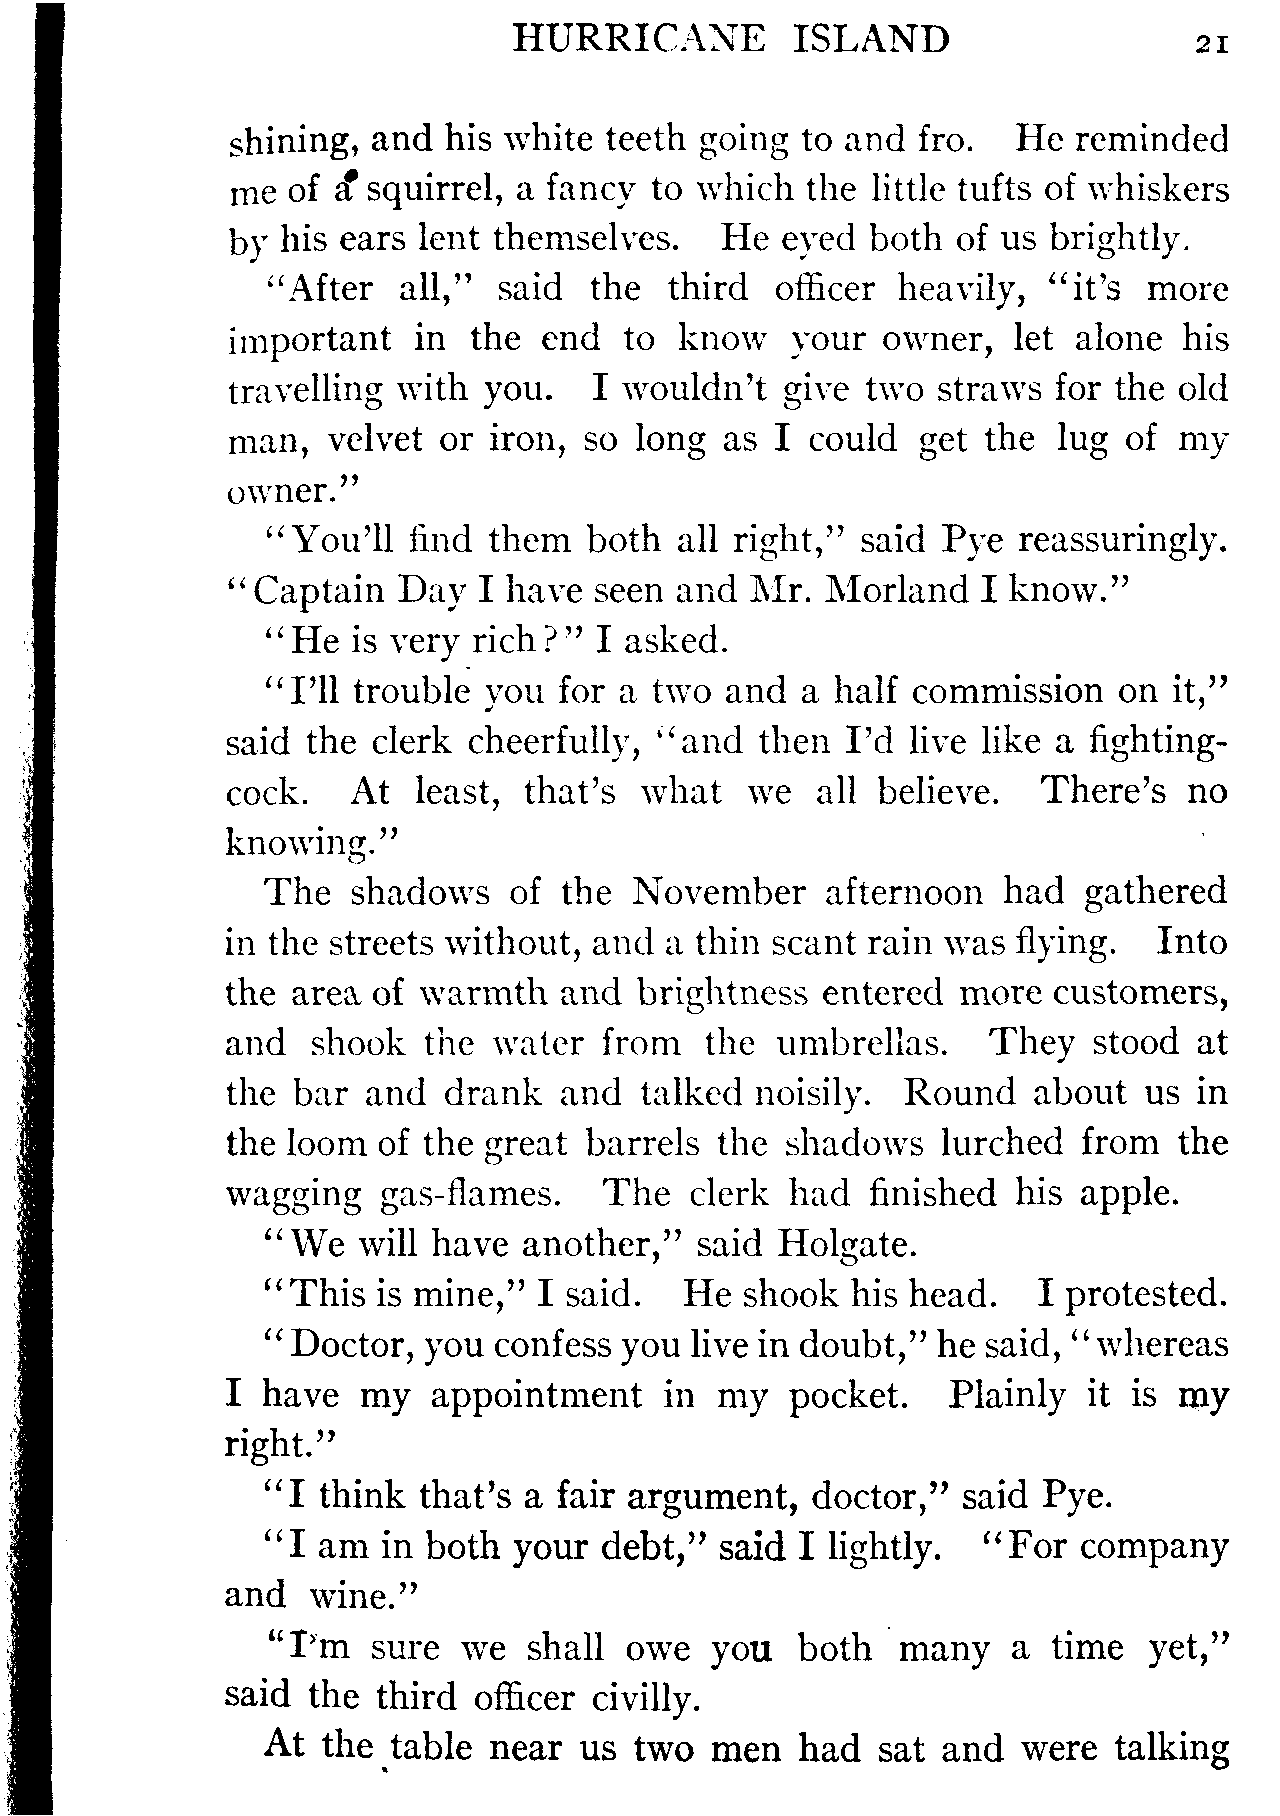 HURRICANE ISLAND 21
shining, and his white teeth going to and fro. He reminded
me of a squirrel, a fancy to which the little tufts of whiskers
by his ears lent themselves. He eyed both of us brightly.
"After all," said the third officer heavily, "it's more
important in the end to know your owner, let alone his
travelling with you. I wouldn't give two straws for the old
man, velvet or iron, so long as I could get the lug of my
owner."
"You'll find them both all right," said Pye reassuringly.
"Captain Day I have seen and Mr. Morland I know."
"He is very rich?" I asked.
"I'll trouble you for a two and a half commission on it,"
said the clerk cheerfully, "and then I'd live like a fighting-
cock. At least, that's what we all believe. There's no
knowing."
The shadows of the November afternoon had gathered
in the streets without, and a thin scant rain was flying. Into
the area of warmth and brightness entered more customers,
and shook the water from the umbrellas. They stood at
the bar and drank and talked noisily. Round about us in
the loom of the great barrels the shadows lurched from the
wagging gas-flames. The clerk had finished his apple.
"We will have another," said Holgate.
"This is mine," I said. He shook his head. I protested.
"Doctor, you confess you live in doubt," he said, "whereas
I have my appointment in my pocket. Plainly it is my
right."
"I think that's a fair argument, doctor," said Pye.
"I am in both your debt," said I lightly. "For company
and wine."
"I'm sure we shall owe you both many a time yet,"
said the third officer civilly.
At the table near us two men had sat and were talking